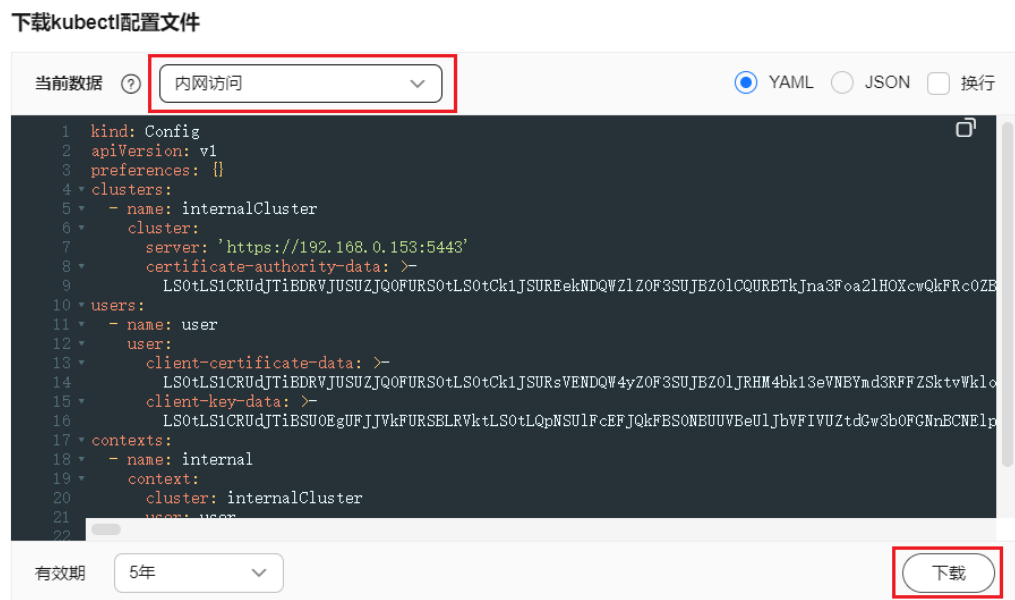 下载kubectl配置文件
当前数据 ? 内网访问 YAML JSON 换行
1 kind: Config
2 apiVersion: v1
3 preferences: {}
4 clusters:
5 - name: internalCluster
6 cluster:
7 server: 'https://192.168.0.153:5443'
8 certificate-authority-data: >-
9
10 users:
11 - name: user
12 user:
13 client-certificate-data: >-
14
15 client-key-data: >-
16
17 contexts:
18 - name: internal
19 context:
20 cluster: internalCluster
21 user: user
22
有效期 5年 下载